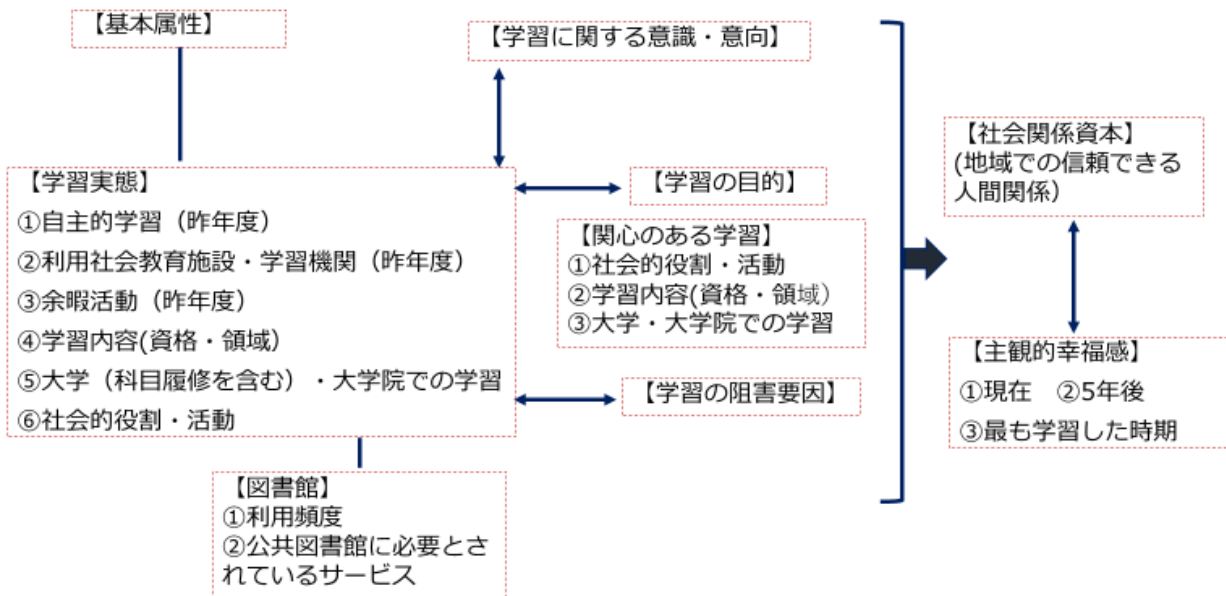 【基本属性】
【学習に関する意識・意向】
【学習実態】
①自主的学習（昨年度）
②利用社会教育施設・学習機関（昨年度）
③余暇活動（昨年度）
④学習内容(資格・領域）
⑤大学（科目履修を含む）・大学院での学習
⑥社会的役割・活動
【学習の目的】
【関心のある学習】
①社会的役割・活動
②学習内容(資格・領域）
③大学・大学院での学習
【学習の阻害要因】
【図書館】
①利用頻度
②公共図書館に必要とさ
れているサービス
【社会関係資本】
(地域での信頼できる
人間関係）
【主観的幸福感】
①現在　②5年後
③最も学習した時期